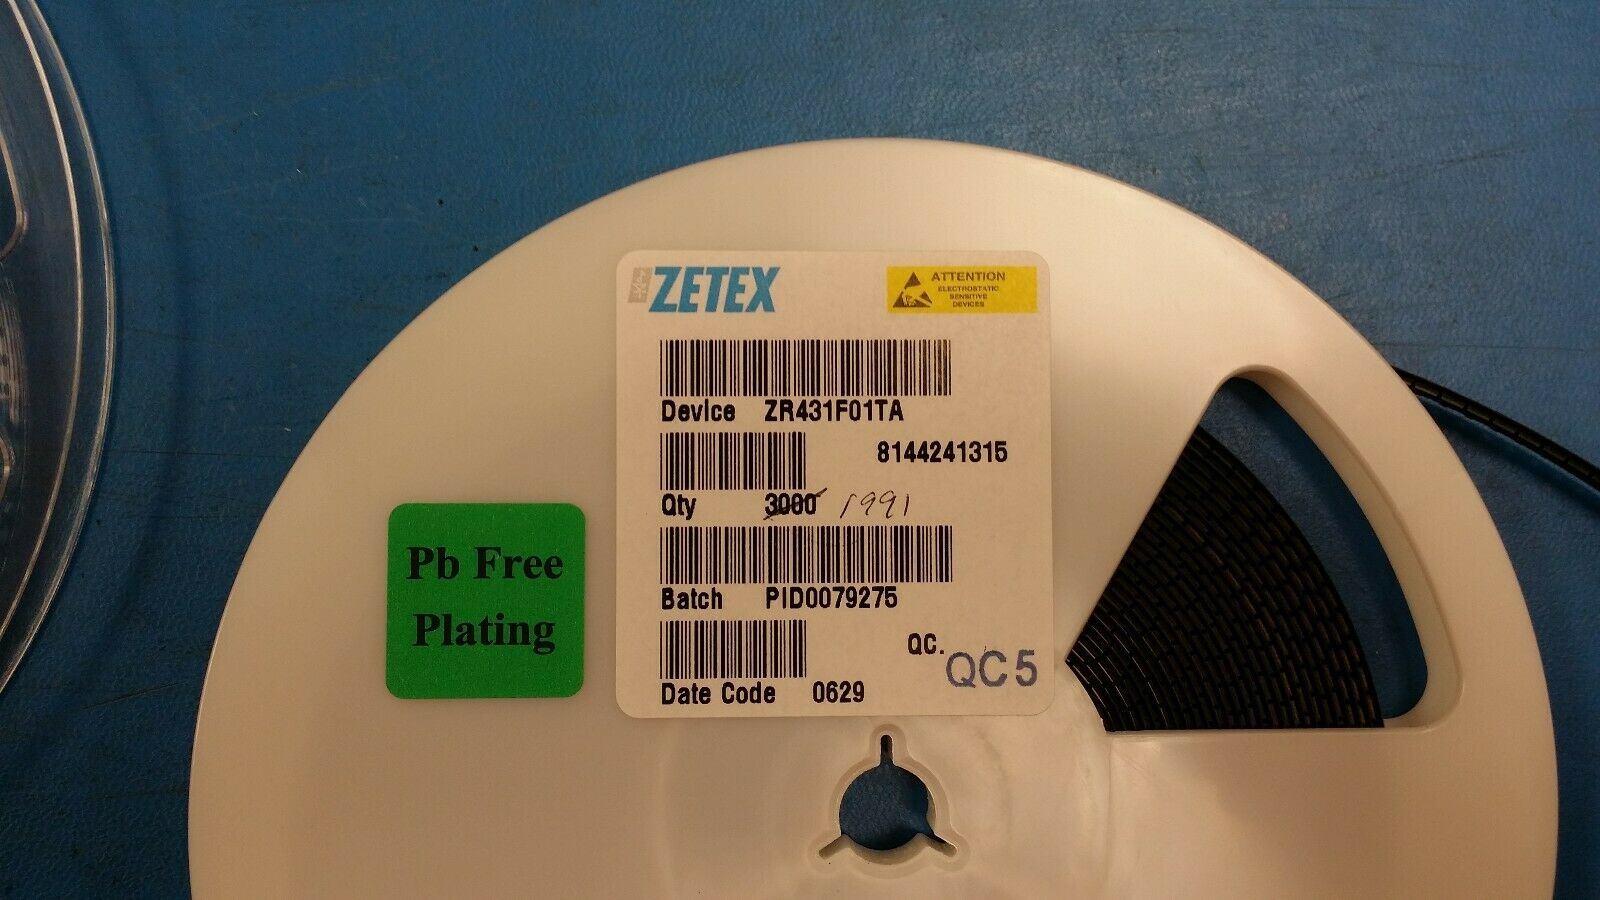 ZETEX
ATTENTION
ELECTROSTATIC
SENSITIVE
DEVICES
Device ZR431F01TA
8144241315
Qty 3000 1991
Batch PID0079275
QC.
QC5
Date Code 0629
Pb Free
Plating